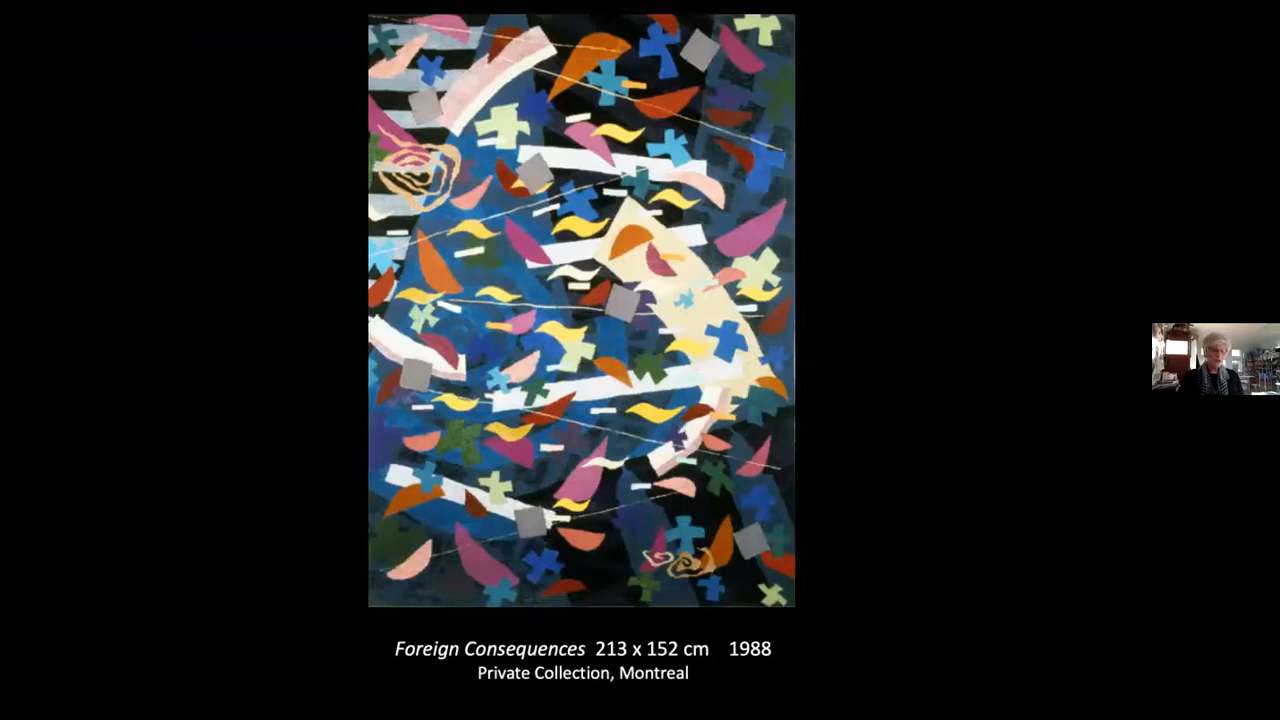 Foreign Consequences 213 x 152 cm 1988
Private Collection, Montreal